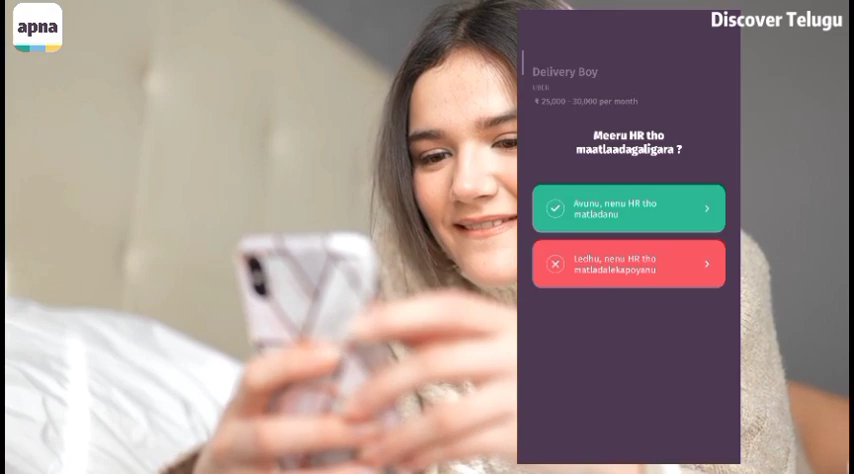 apna
Discover Telugu
Delivery Boy
UBER
₹ 25,000 - 30,000 per month
Meeru HR tho
maatlaadagaligara ?
Avunu, nenu HR tho
matladanu
Ledhu, nenu HR tho
matladalekapoyanu